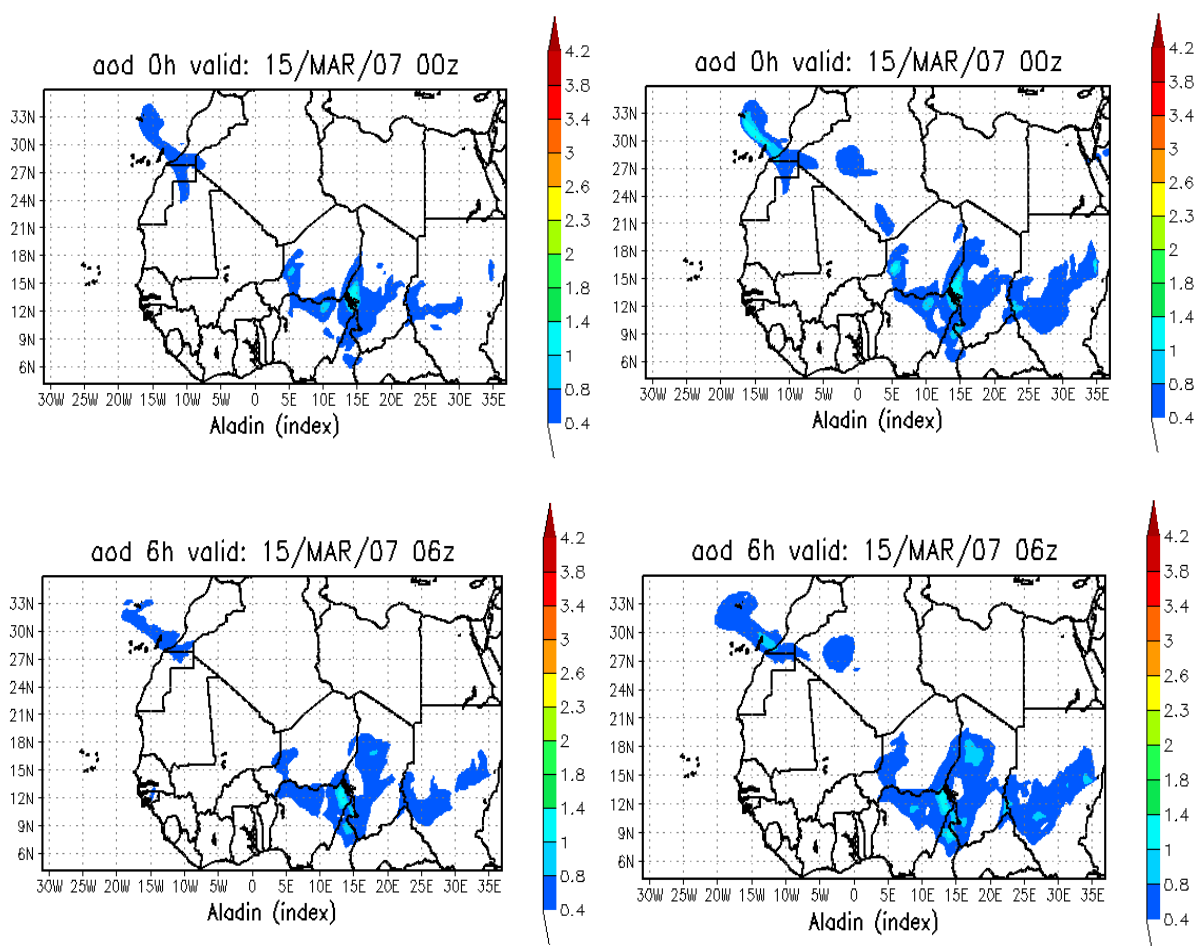 aod 0h valid: 15/MAR/07 00z
33N
30N
27N
24N
21N
18N
15N
12N
9N
6N
30W 25W 20W 15W 10W 5W 0 5E 10E 15E 20E 25E 30E 35E
Aladin (index)
4.2
3.8
3.4
3
2.6
2.3
2
1.8
1.4
1
0.8
0.4
aod 0h valid: 15/MAR/07 00z
33N
30N
27N
24N
21N
18N
15N
12N
9N
6N
30W 25W 20W 15W 10W 5W 0 5E 10E 15E 20E 25E 30E 35E
Aladin (index)
4.2
3.8
3.4
3
2.6
2.3
2
1.8
1.4
1
0.8
0.4
aod 6h valid: 15/MAR/07 06z
33N
30N
27N
24N
21N
18N
15N
12N
9N
6N
30W 25W 20W 15W 10W 5W 0 5E 10E 15E 20E 25E 30E 35E
Aladin (index)
4.2
3.8
3.4
3
2.6
2.3
2
1.8
1.4
1
0.8
0.4
aod 6h valid: 15/MAR/07 06z
33N
30N
27N
24N
21N
18N
15N
12N
9N
6N
30W 25W 20W 15W 10W 5W 0 5E 10E 15E 20E 25E 30E 35E
Aladin (index)
4.2
3.8
3.4
3
2.6
2.3
2
1.8
1.4
1
0.8
0.4